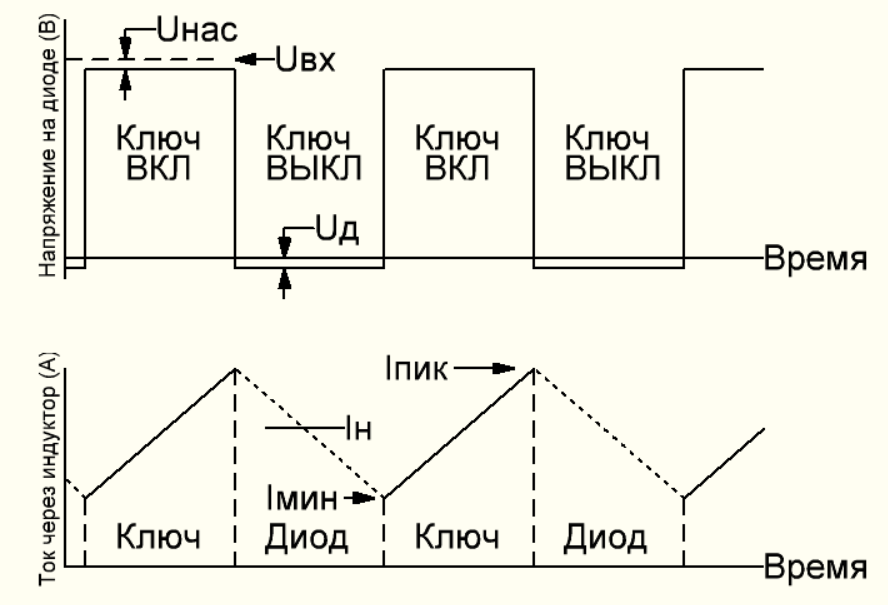 Напряжение на диоде (В)
Uнас
Uвх
Ключ
ВКЛ
Ключ
ВЫКЛ
Ключ
ВКЛ
Ключ
ВЫКЛ
Uд
Время
Ток через индуктор (А)
Iпик
Iн
Iмин
Ключ
Диод
Ключ
Диод
Время